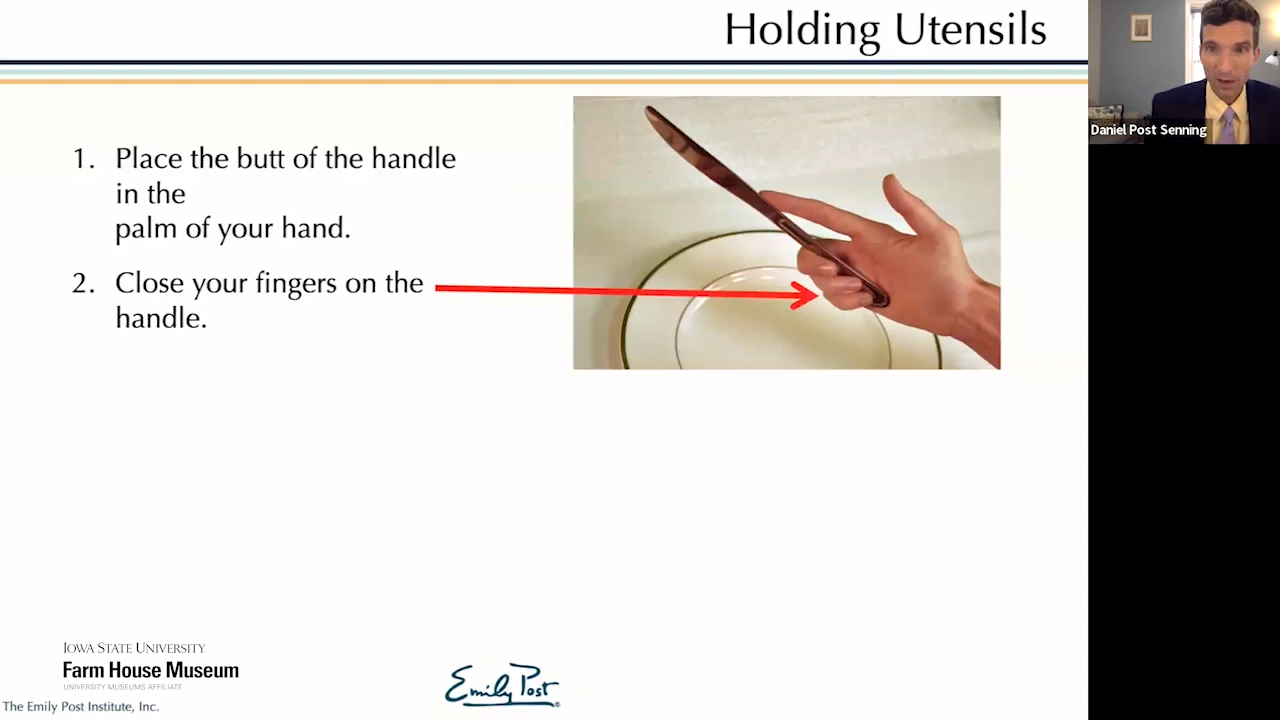 Holding Utensils
Daniel Post Senning
1. Place the butt of the handle
in the
palm of your hand.
2. Close your fingers on the
handle.
IOWA STATE UNIVERSITY
Farm House Museum
UNIVERSITY MUSEUMS AFFILIATE
Emily Post®
The Emily Post Institute, Inc.